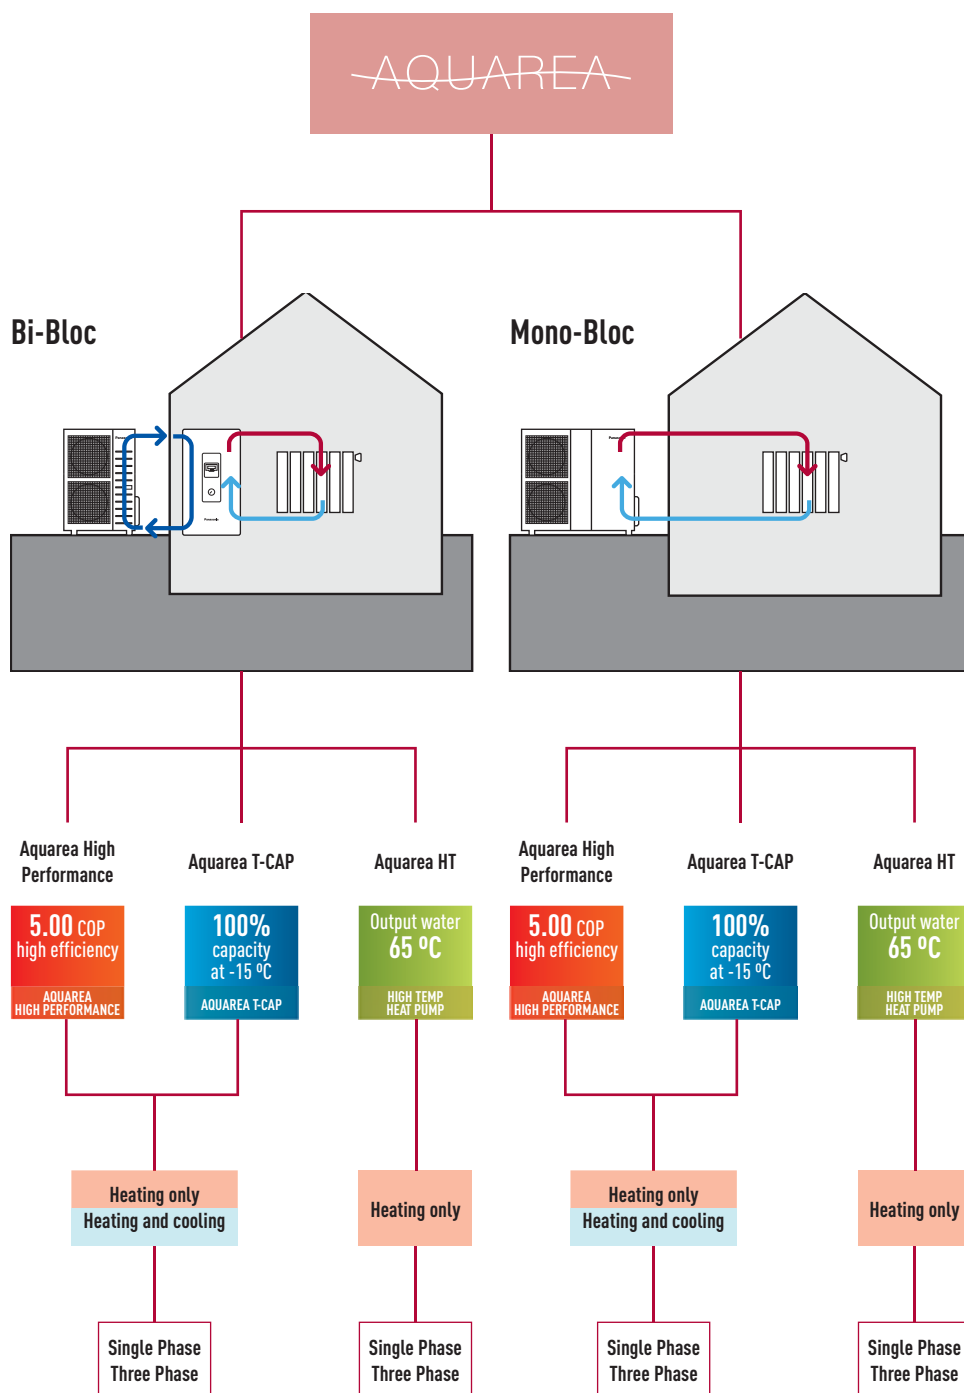 AQUAREA
Bi-Bloc
Mono-Bloc
Panasonic
Aquarea High
Performance
Aquarea T-CAP
Aquarea HT
Aquarea High
Performance
Aquarea T-CAP
Aquarea HT
5.00 COP
high efficiency
AQUAREA
HIGH PERFORMANCE
100%
capacity
at -15 ºC
AQUAREA T-CAP
Output water
65 ºC
HIGH TEMP
HEAT PUMP
5.00 COP
high efficiency
AQUAREA
HIGH PERFORMANCE
100%
capacity
at -15 ºC
AQUAREA T-CAP
Output water
65 ºC
HIGH TEMP
HEAT PUMP
Heating only
Heating and cooling
Heating only
Heating only
Heating and cooling
Heating only
Single Phase
Three Phase
Single Phase
Three Phase
Single Phase
Three Phase
Single Phase
Three Phase